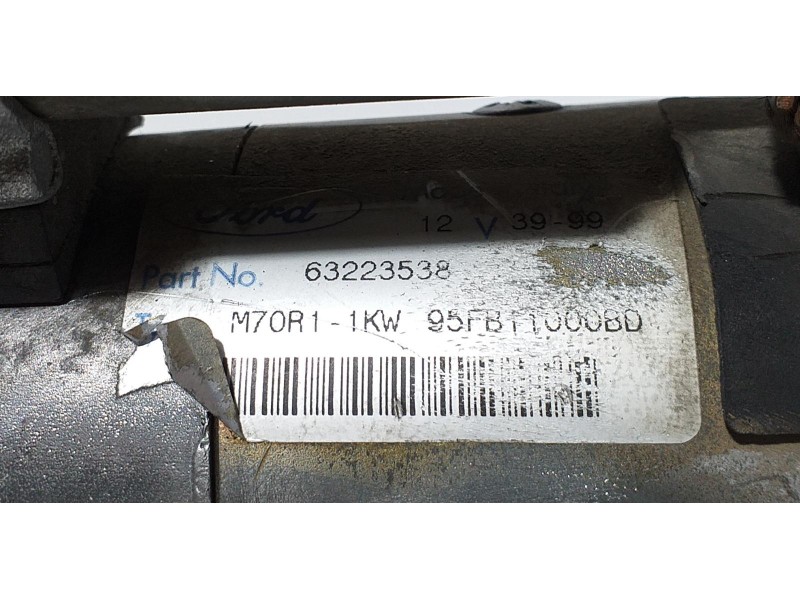 Ford
12 V 39-99
Part No. 63223538
M70R1-1KW 95FB11000BD